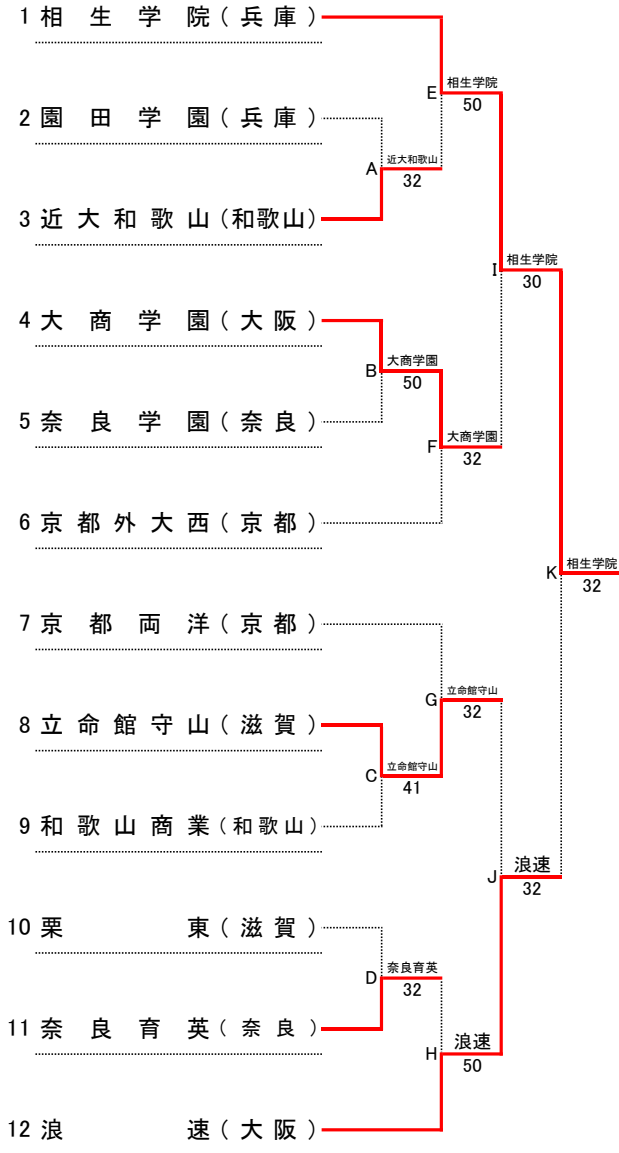 1 相生学院(兵庫)
E 相生学院
50
2 園田学園(兵庫)
A 近大和歌山
32
3 近大和歌山(和歌山)
I 相生学院
30
4 大商学園(大阪)
B 大商学園
50
5 奈良学園(奈良)
F 大商学園
32
6 京都外大西(京都)
K 相生学院
32
7 京都両洋(京都)
G 立命館守山
32
8 立命館守山(滋賀)
C 立命館守山
41
9 和歌山商業(和歌山)
J 浪速
32
10 栗東(滋賀)
D 奈良育英
32
11 奈良育英(奈良)
H 浪速
50
12 浪速(大阪)